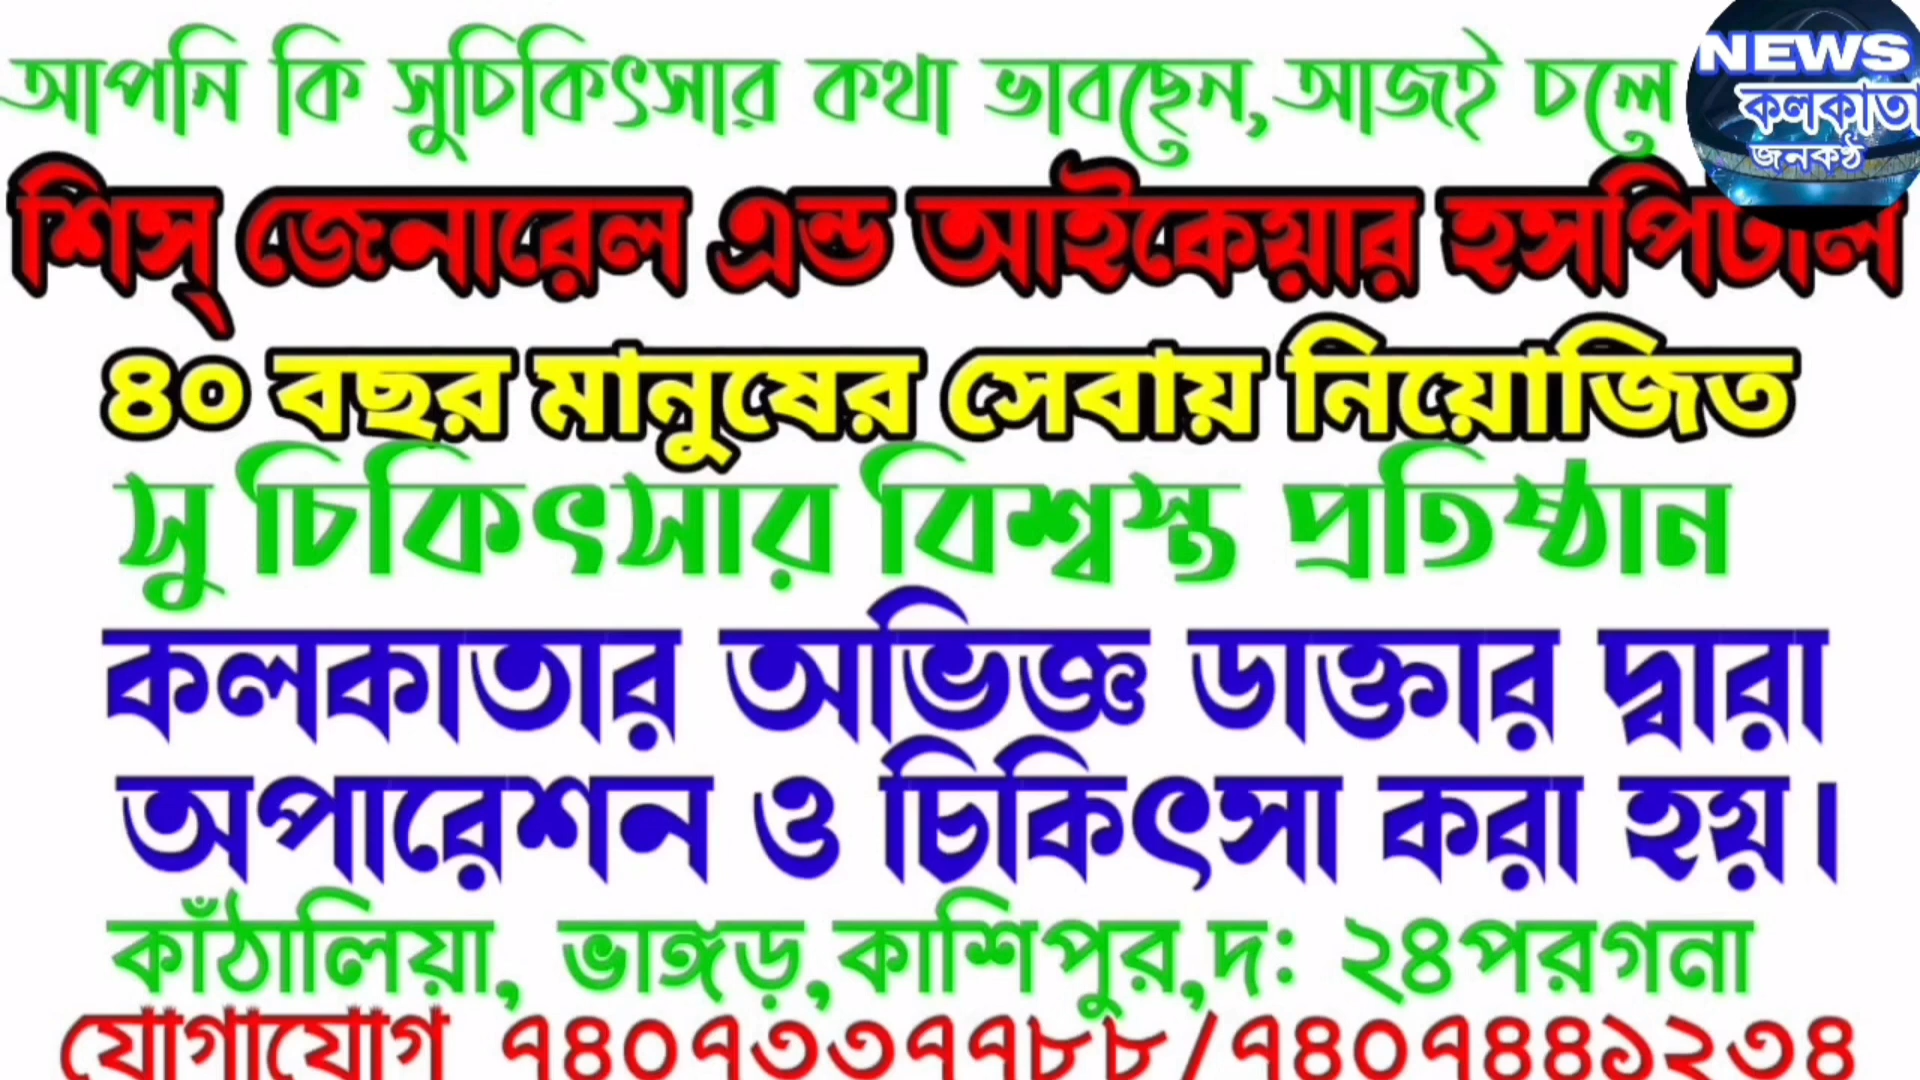 আপনি কি সুচিকিৎসার কথা ভাবছেন,আজই চলে
NEWS
কলকাতা
জনকণ্ঠ
শিস্ জেনারেল এন্ড আইকেয়ার হসপিটাল
৪০ বছর মানুষের সেবায় নিয়োজিত
সু চিকিৎসার বিশ্বস্ত প্রতিষ্ঠান
কলকাতার অভিজ্ঞ ডাক্তার দ্বারা
অপারেশন ও চিকিৎসা করা হয়।
কাঁঠালিয়া, ভাঙ্গড়,কাশিপুর,দ: ২৪পরগনা
যোগাযোগ ৭৪০৭৩৩৭৭৮৮/৭৪০৭৪৪১২৩৪